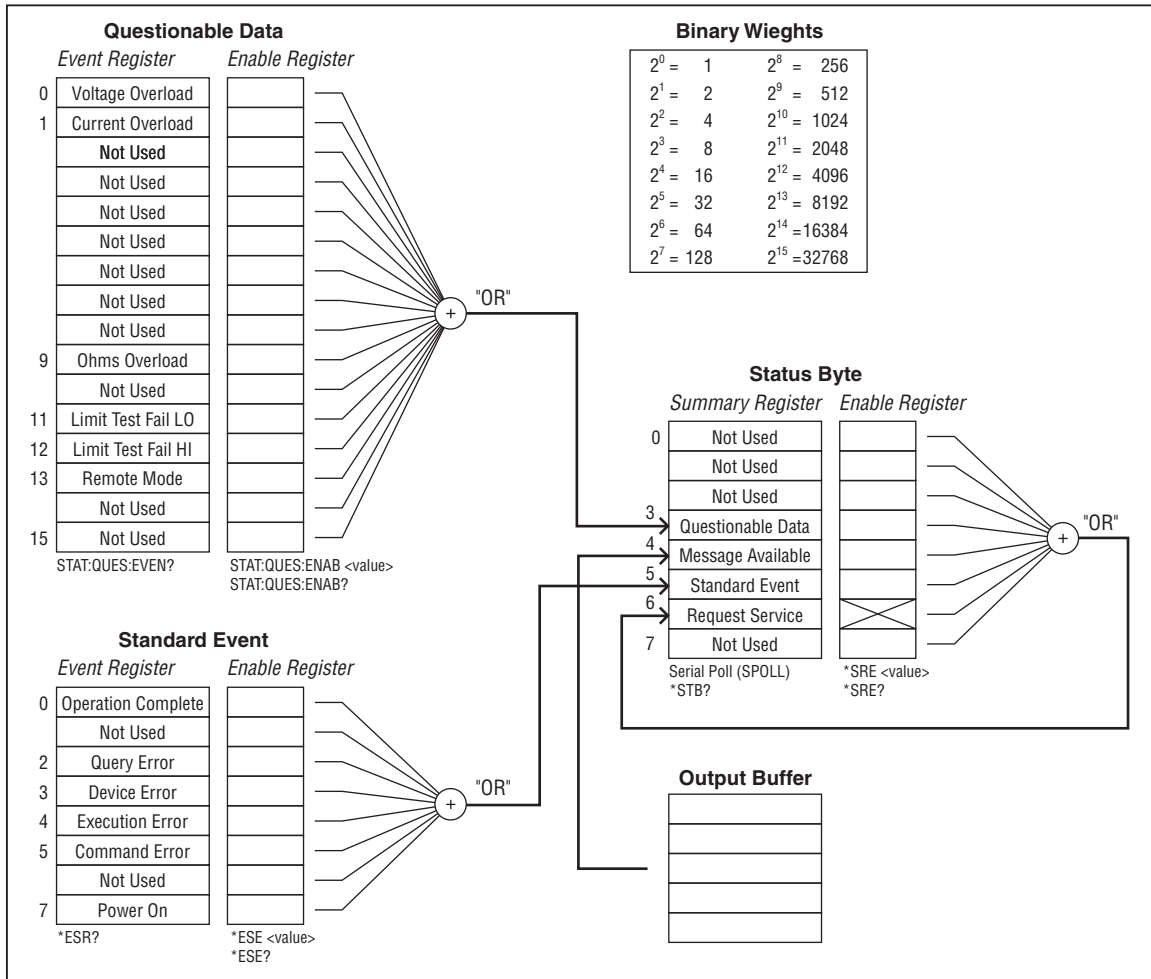 Questionable Data
Event Register Enable Register
0 Voltage Overload
1 Current Overload
Not Used
Not Used
Not Used
Not Used
Not Used
Not Used
Not Used
9 Ohms Overload
Not Used
11 Limit Test Fail LO
12 Limit Test Fail HI
13 Remote Mode
Not Used
15 Not Used
STAT:QUES:EVEN? STAT:QUES:ENAB <value>
STAT:QUES:ENAB?
+ "OR"
Binary Wieghts
2^0 = 1 2^8 = 256
2^1 = 2 2^9 = 512
2^2 = 4 2^10 = 1024
2^3 = 8 2^11 = 2048
2^4 = 16 2^12 = 4096
2^5 = 32 2^13 = 8192
2^6 = 64 2^14 =16384
2^7 = 128 2^15 =32768
Status Byte
Summary Register Enable Register
0 Not Used
Not Used
Not Used
3 Questionable Data
4 Message Available
5 Standard Event
6 Request Service
7 Not Used
Serial Poll (SPOLL) *SRE <value>
*STB? *SRE?
+ "OR"
Standard Event
Event Register Enable Register
0 Operation Complete
Not Used
2 Query Error
3 Device Error
4 Execution Error
5 Command Error
Not Used
7 Power On
*ESR? *ESE <value>
*ESE?
+ "OR"
Output Buffer